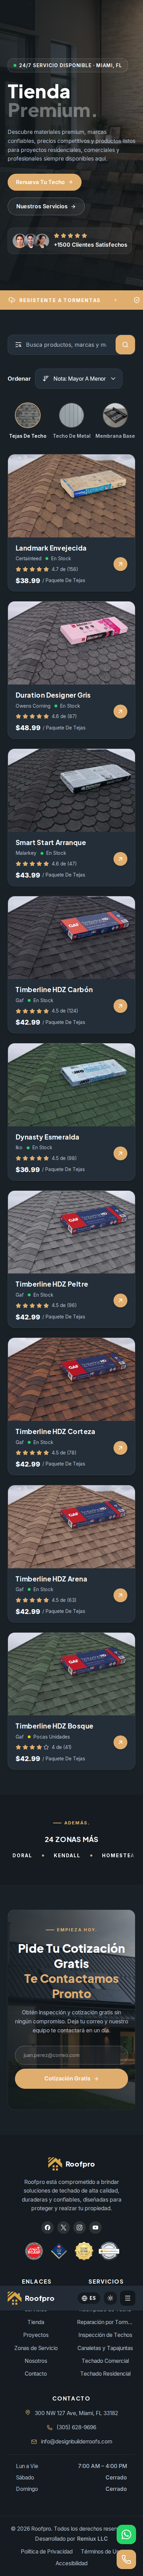 24/7 SERVICIO DISPONIBLE · MIAMI, FL
Tienda
Premium.
Descubre materiales premium, marcas
confiables, precios competitivos y productos listos
para proyectos residenciales, comerciales y
profesionales siempre disponibles aquí.
Renueva Tu Techo →
Nuestros Servicios →
+1500 Clientes Satisfechos
RESISTENTE A TORMENTAS
Busca productos, marcas y m
Ordenar
Nota: Mayor A Menor
Tejas De Techo
Techo De Metal
Membrana Base
Landmark Envejecida
Certainteed • En Stock
4.7 (156)
$38.99 / Paquete De Tejas
Duration Designer Gris
Owens Corning • En Stock
4.6 (87)
$48.99 / Paquete De Tejas
Smart Start Arranque
Malarkey • En Stock
4.6 (47)
$43.99 / Paquete De Tejas
Timberline HDZ Carbón
Gaf • En Stock
4.5 de (124)
$42.99 / Paquete De Tejas
Dynasty Esmeralda
Iko • En Stock
4.5 de (98)
$36.99 / Paquete De Tejas
Timberline HDZ Peltre
Gaf • En Stock
4.5 de (96)
$42.99 / Paquete De Tejas
Timberline HDZ Corteza
Gaf • En Stock
4.5 de (78)
$42.99 / Paquete De Tejas
Timberline HDZ Arena
Gaf • En Stock
4.5 de (63)
$42.99 / Paquete De Tejas
Timberline HDZ Bosque
Gaf • Pocas Unidades
4 de (41)
$42.99 / Paquete De Tejas
ADEMÁS.
24 ZONAS MÁS
DORAL • KENDALL • HOMESTEA
EMPIEZA HOY.
Pide Tu Cotización
Gratis
Te Contactamos
Pronto
Obtén inspección y cotización gratis sin
ningún compromiso. Deja tu correo y nuestro
equipo te contactará en un día.
juan.perez@correo.com
Cotización Gratis →
Roofpro
Roofpro está comprometido a brindar
soluciones de techado de alta calidad,
duraderas y confiables, diseñadas para
proteger y realzar tu propiedad.
ENLACES
SERVICIOS
Roofpro
ES
Tienda
Reparación por Torm...
Proyectos
Inspección de Techos
Zonas de Servicio
Canaletas y Tapajuntas
Nosotros
Techado Comercial
Contacto
Techado Residencial
CONTACTO
300 NW 127 Ave, Miami, FL 33182
(305) 628-9696
info@designbuilderroofs.com
Lun a Vie 7:00 AM – 4:00 PM
Sábado Cerrado
Domingo Cerrado
© 2026 Roofpro. Todos los derechos reser
Desarrollado por Remlux LLC
Política de Privacidad Términos de U
Accesibilidad